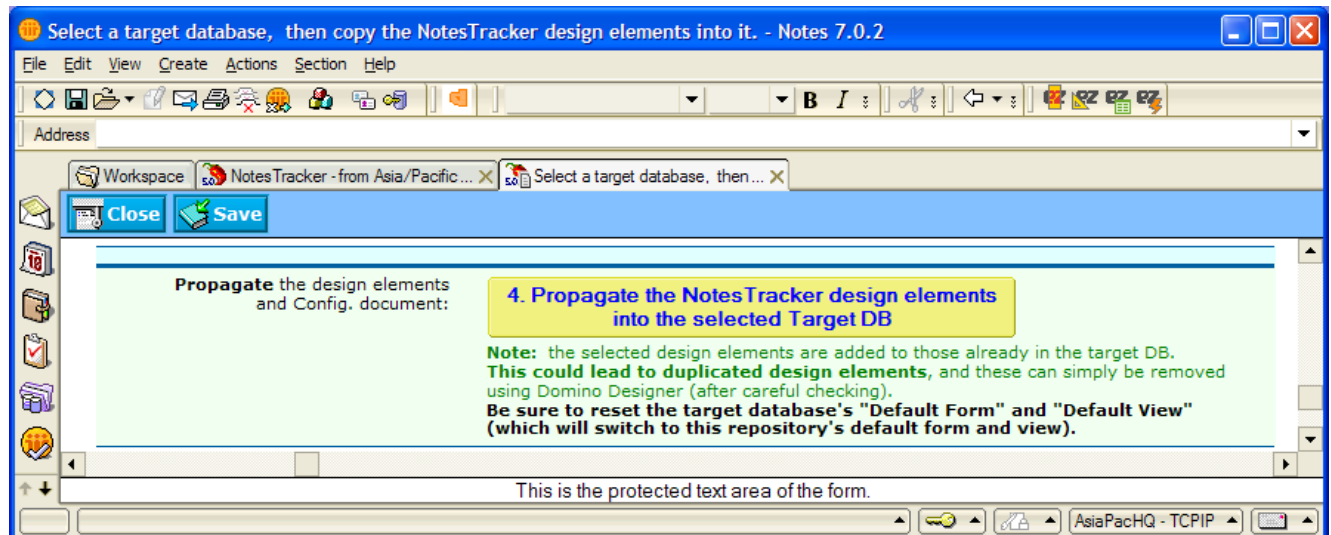 Select a target database, then copy the NotesTracker design elements into it. - Notes 7.0.2
File Edit View Create Actions Section Help
B I
Address
Workspace NotesTracker - from Asia/Pacific ... Select a target database, then ...
Close Save
Propagate the design elements
and Config. document:
4. Propagate the NotesTracker design elements
into the selected Target DB
Note: the selected design elements are added to those already in the target DB.
This could lead to duplicated design elements, and these can simply be removed
using Domino Designer (after careful checking).
Be sure to reset the target database's "Default Form" and "Default View"
(which will switch to this repository's default form and view).
This is the protected text area of the form.
AsiaPacHQ - TCPIP